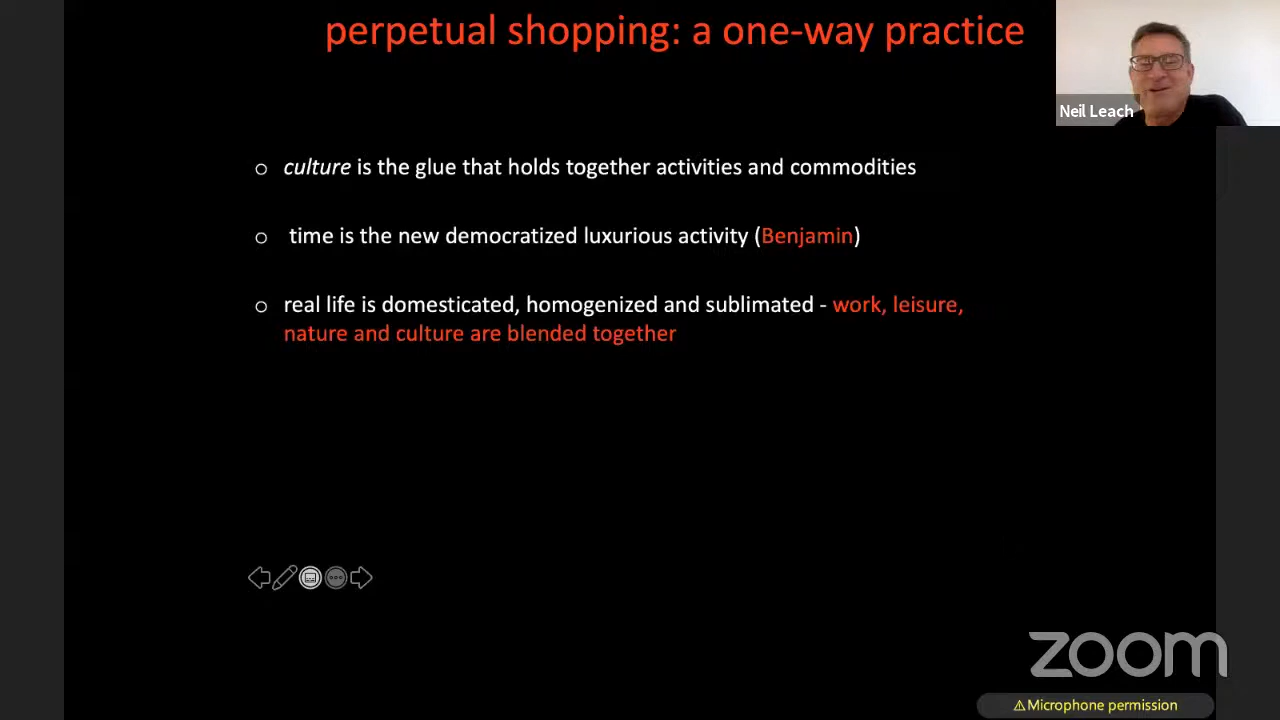 perpetual shopping: a one-way practice
Neil Leach
o culture is the glue that holds together activities and commodities
o time is the new democratized luxurious activity (Benjamin)
o real life is domesticated, homogenized and sublimated - work, leisure,
nature and culture are blended together
zoom
⚠Microphone permission